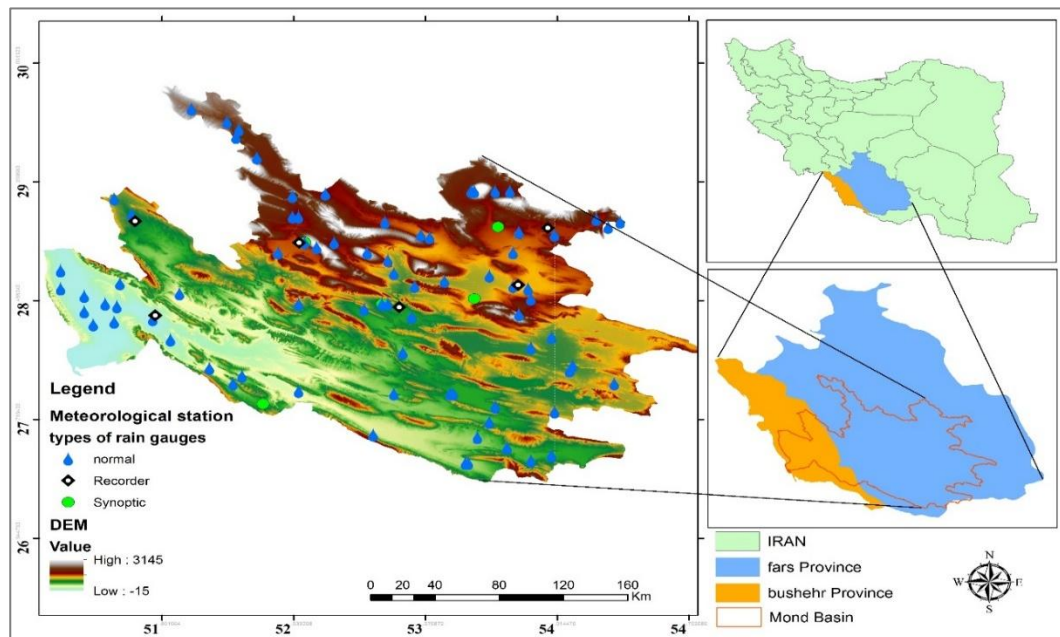 30
29
28
27
26
51
52
53
54
54
Legend
Meteorological station
types of rain gauges
normal
Recorder
Synoptic
DEM
Value
High : 3145
Low : -15
0 20 40 80 120 160
Km
IRAN
fars Province
bushehr Province
Mond Basin
N
W E
S